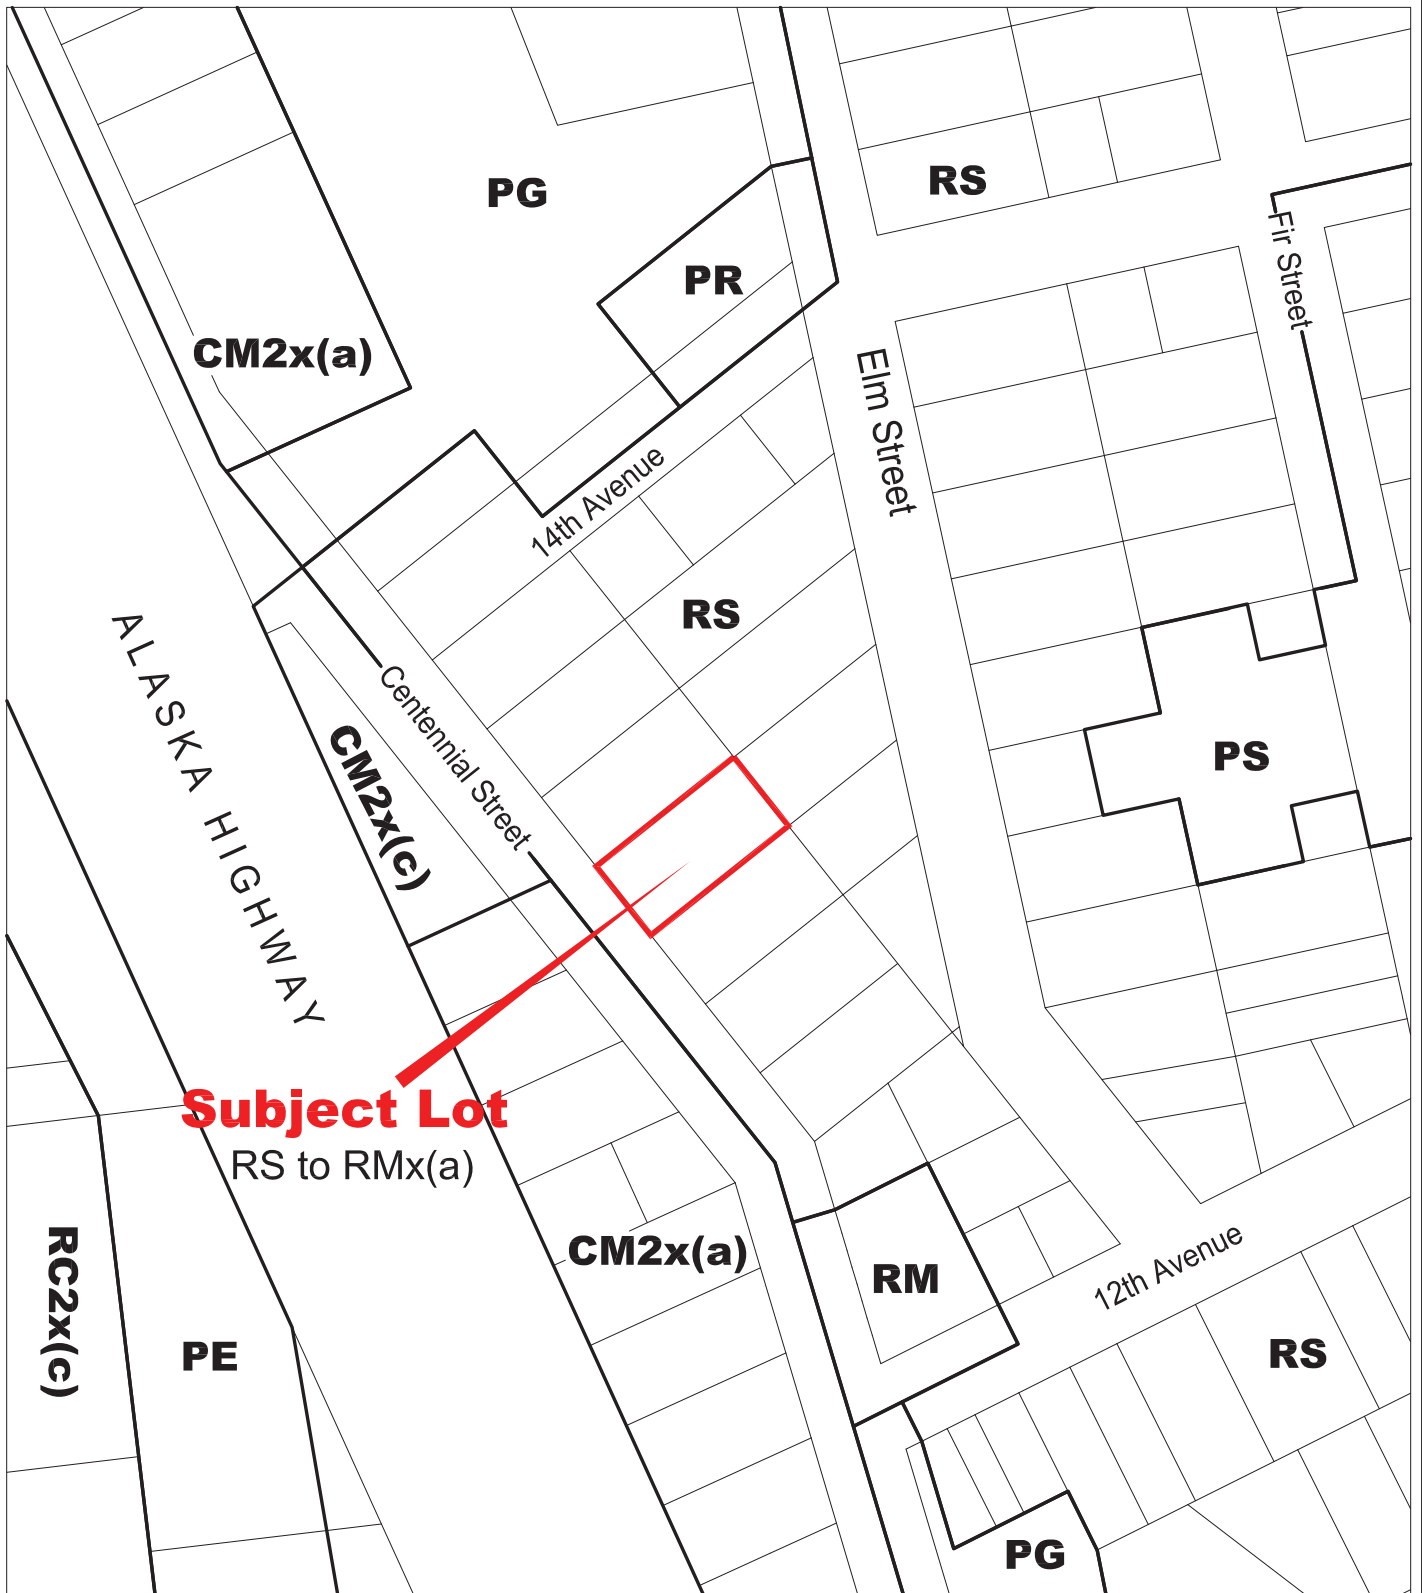 RS
PG
Fir Street
PR
CM2x(a)
Elm Street
14th Avenue
RS
ALASKA HIGHWAY
Centennial Street
CM2x(c)
PS
Subject Lot
RS to RMx(a)
CM2x(a)
RC2x(c)
RM
12th Avenue
PE
RS
PG